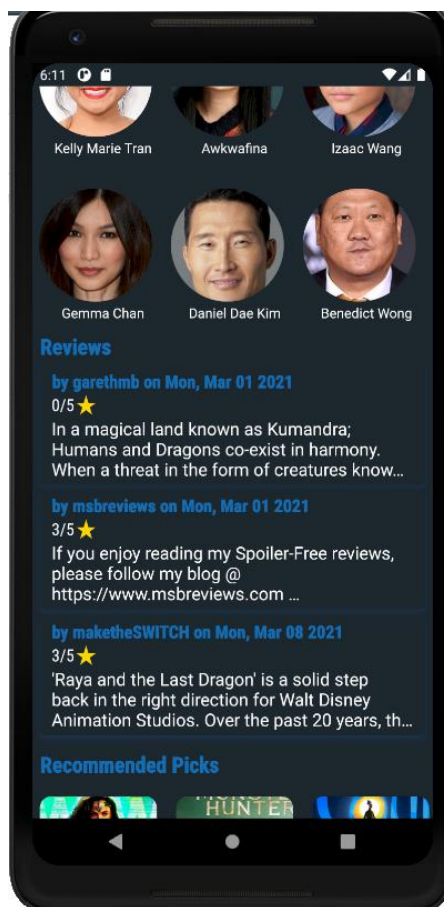 6:11
Kelly Marie Tran Awkwafina Izaac Wang
Gemma Chan Daniel Dae Kim Benedict Wong
Reviews
by garethmb on Mon, Mar 01 2021
0/5
In a magical land known as Kumandra;
Humans and Dragons co-exist in harmony.
When a threat in the form of creatures know...
by msbreviews on Mon, Mar 01 2021
3/5
If you enjoy reading my Spoiler-Free reviews,
please follow my blog @
https://www.msbreviews.com ...
by maketheSWITCH on Mon, Mar 08 2021
3/5
'Raya and the Last Dragon' is a solid step
back in the right direction for Walt Disney
Animation Studios. Over the past 20 years, th...
Recommended Picks
HUNTER